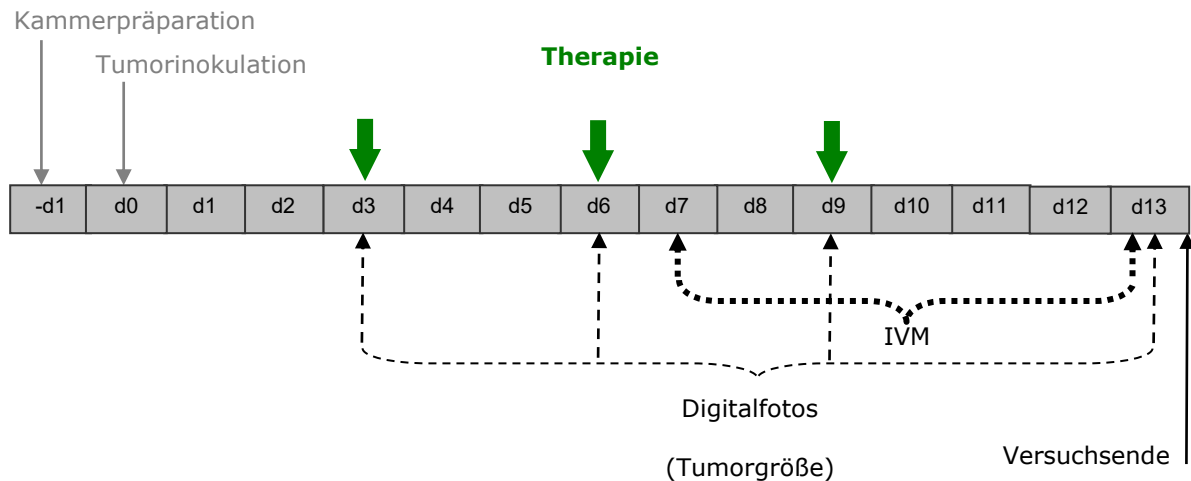 Kammerpräparation
Tumorinokulation
Therapie
-d1 d0 d1 d2 d3 d4 d5 d6 d7 d8 d9 d10 d11 d12 d13
IVM
Digitalfotos
(Tumorgröße)
Versuchsende